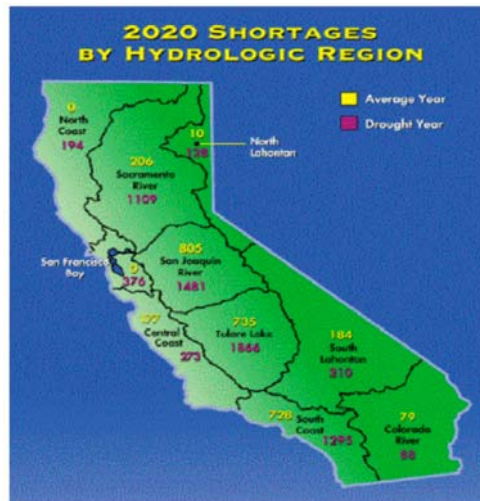 2020 SHORTAGES
BY HYDROLOGIC REGION
Average Year
Drought Year
0
North
Coast
194
10
128
North
Lahontan
206
Sacramento
River
1109
San Francisco
Bay
0
376
805
San Joaquin
River
1481
Central
Coast
273
735
Tulare Lake
1866
184
South
Lahontan
310
728
South
Coast
1295
79
Colorado
River
88